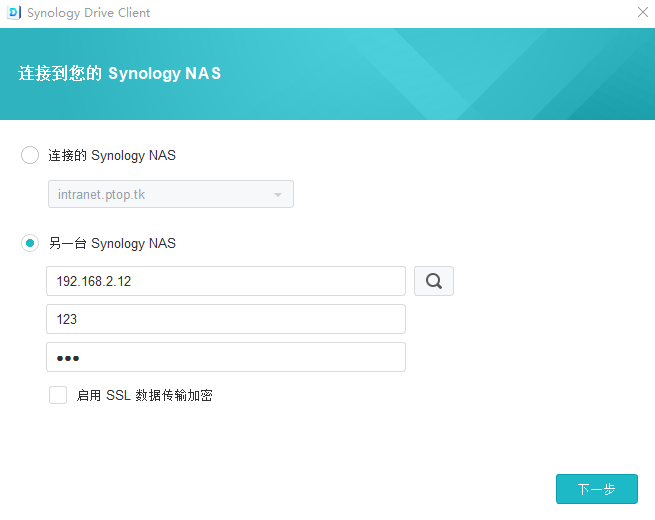 Synology Drive Client
连接到您的 Synology NAS
连接的 Synology NAS
intranet.ptop.tk
另一台 Synology NAS
192.168.2.12
123
●●●
启用 SSL 数据传输加密
下一步